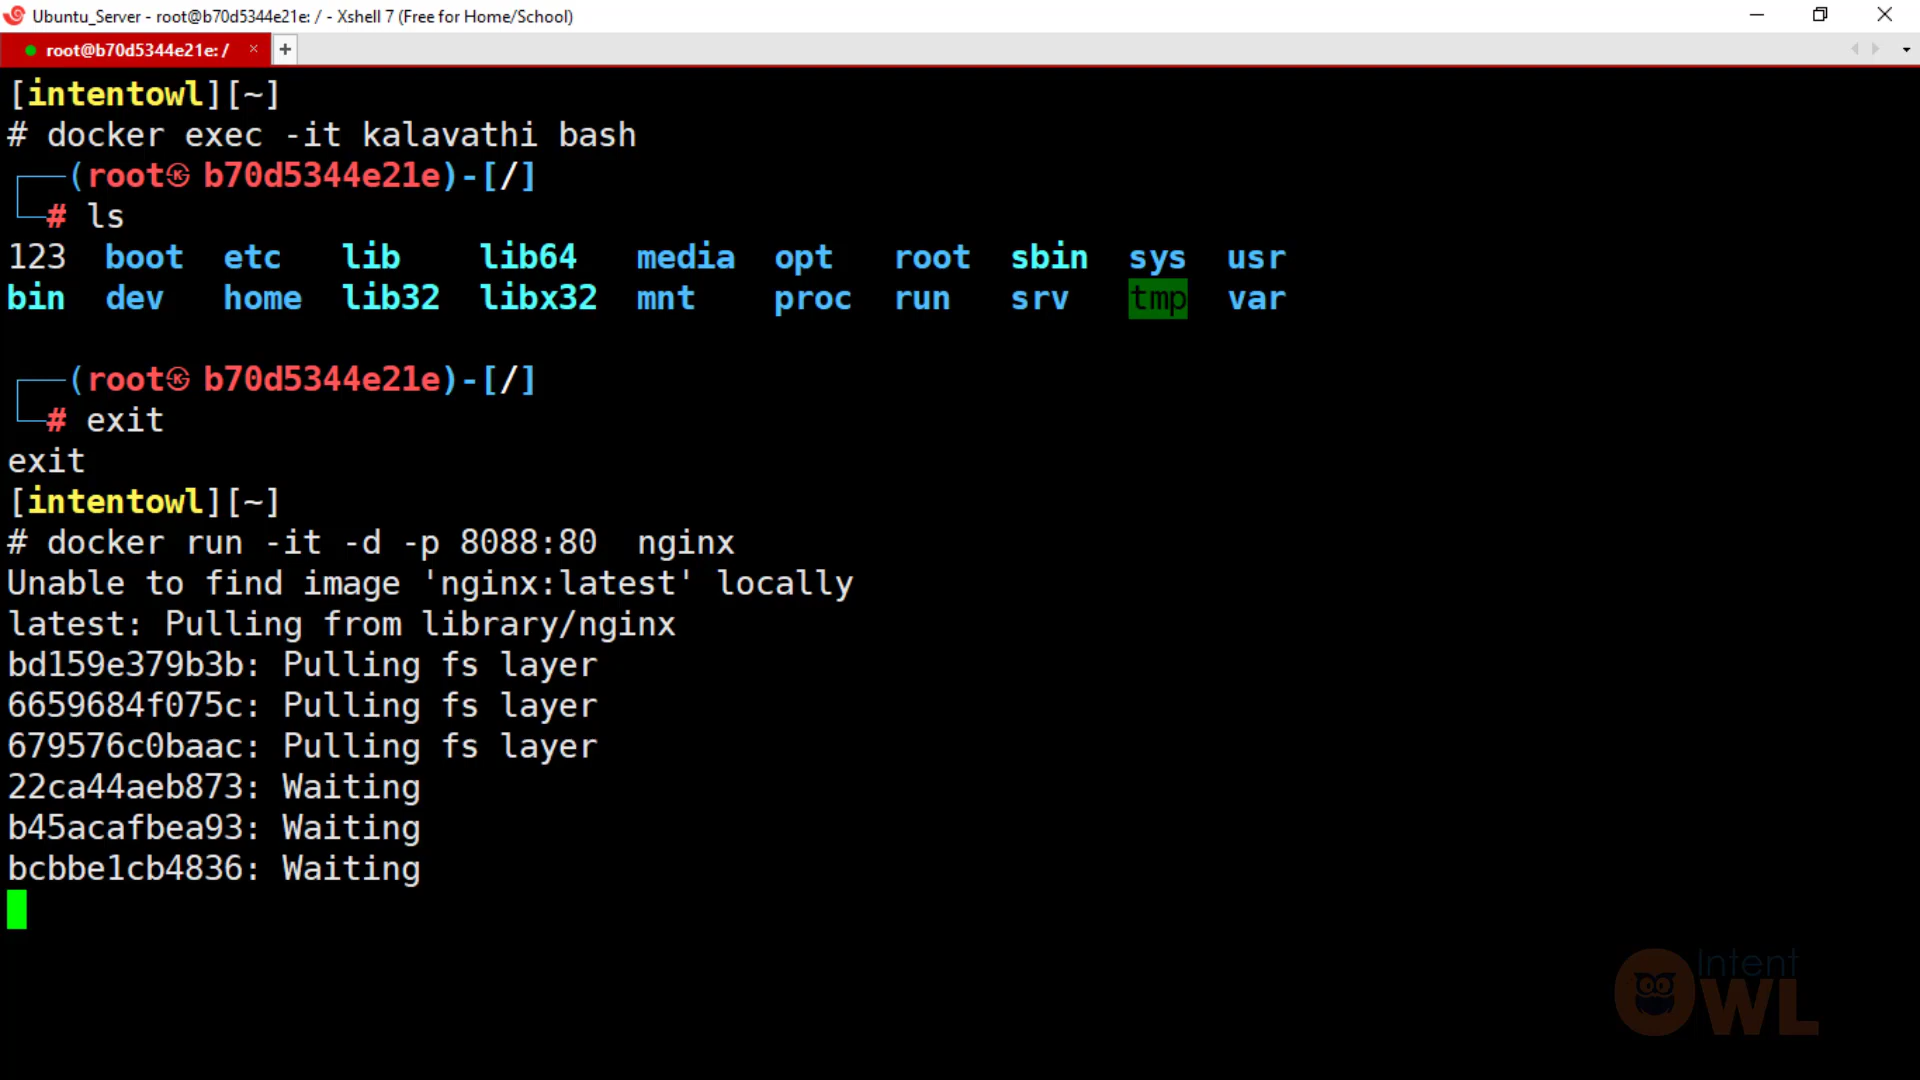 Ubuntu_Server - root@b70d5344e21e: / - Xshell 7 (Free for Home/School)
root@b70d5344e21e: / × +
[intentowl][~]
# docker exec -it kalavathi bash
┌──(root㉿b70d5344e21e)-[/]
└─# ls
123 boot etc lib lib64 media opt root sbin sys usr
bin dev home lib32 libx32 mnt proc run srv tmp var
┌──(root㉿b70d5344e21e)-[/]
└─# exit
exit
[intentowl][~]
# docker run -it -d -p 8088:80  nginx
Unable to find image 'nginx:latest' locally
latest: Pulling from library/nginx
bd159e379b3b: Pulling fs layer
6659684f075c: Pulling fs layer
679576c0baac: Pulling fs layer
22ca44aeb873: Waiting
b45acafbea93: Waiting
bcbbe1cb4836: Waiting
Intent
OWL